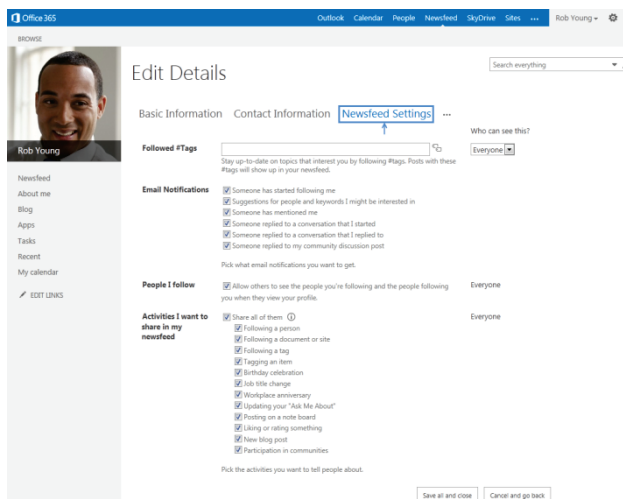 Office 365
Outlook Calendar People Newsfeed SkyDrive Sites ... Rob Young
BROWSE
Rob Young
Newsfeed
About me
Blog
Apps
Tasks
Recent
My calendar
EDIT LINKS
Edit Details
Search everything
Basic Information Contact Information Newsfeed Settings ...
Who can see this?
Followed #Tags
Everyone
Stay up-to-date on topics that interest you by following #tags. Posts with these
#tags will show up in your newsfeed.
Email Notifications
Someone has started following me
Suggestions for people and keywords I might be interested in
Someone has mentioned me
Someone replied to a conversation that I started
Someone replied to a conversation that I replied to
Someone replied to my community discussion post
Pick what email notifications you want to get.
People I follow
Allow others to see the people you're following and the people following
you when they view your profile.
Everyone
Activities I want to
share in my
newsfeed
Share all of them
Everyone
Following a person
Following a document or site
Following a tag
Tagging an item
Birthday celebration
Job title change
Workplace anniversary
Updating your "Ask Me About"
Posting on a note board
Liking or rating something
New blog post
Participation in communities
Pick the activities you want to tell people about.
Save all and close
Cancel and go back